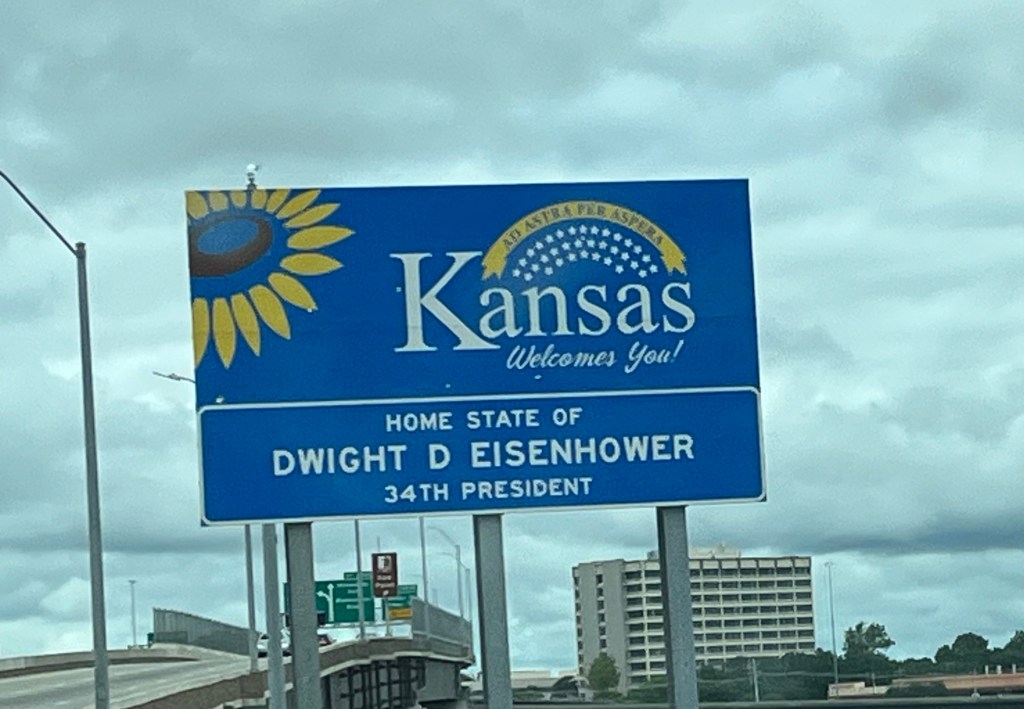 AD ASTRA PER ASPERA
Kansas
Welcomes You!
HOME STATE OF
DWIGHT D EISENHOWER
34TH PRESIDENT